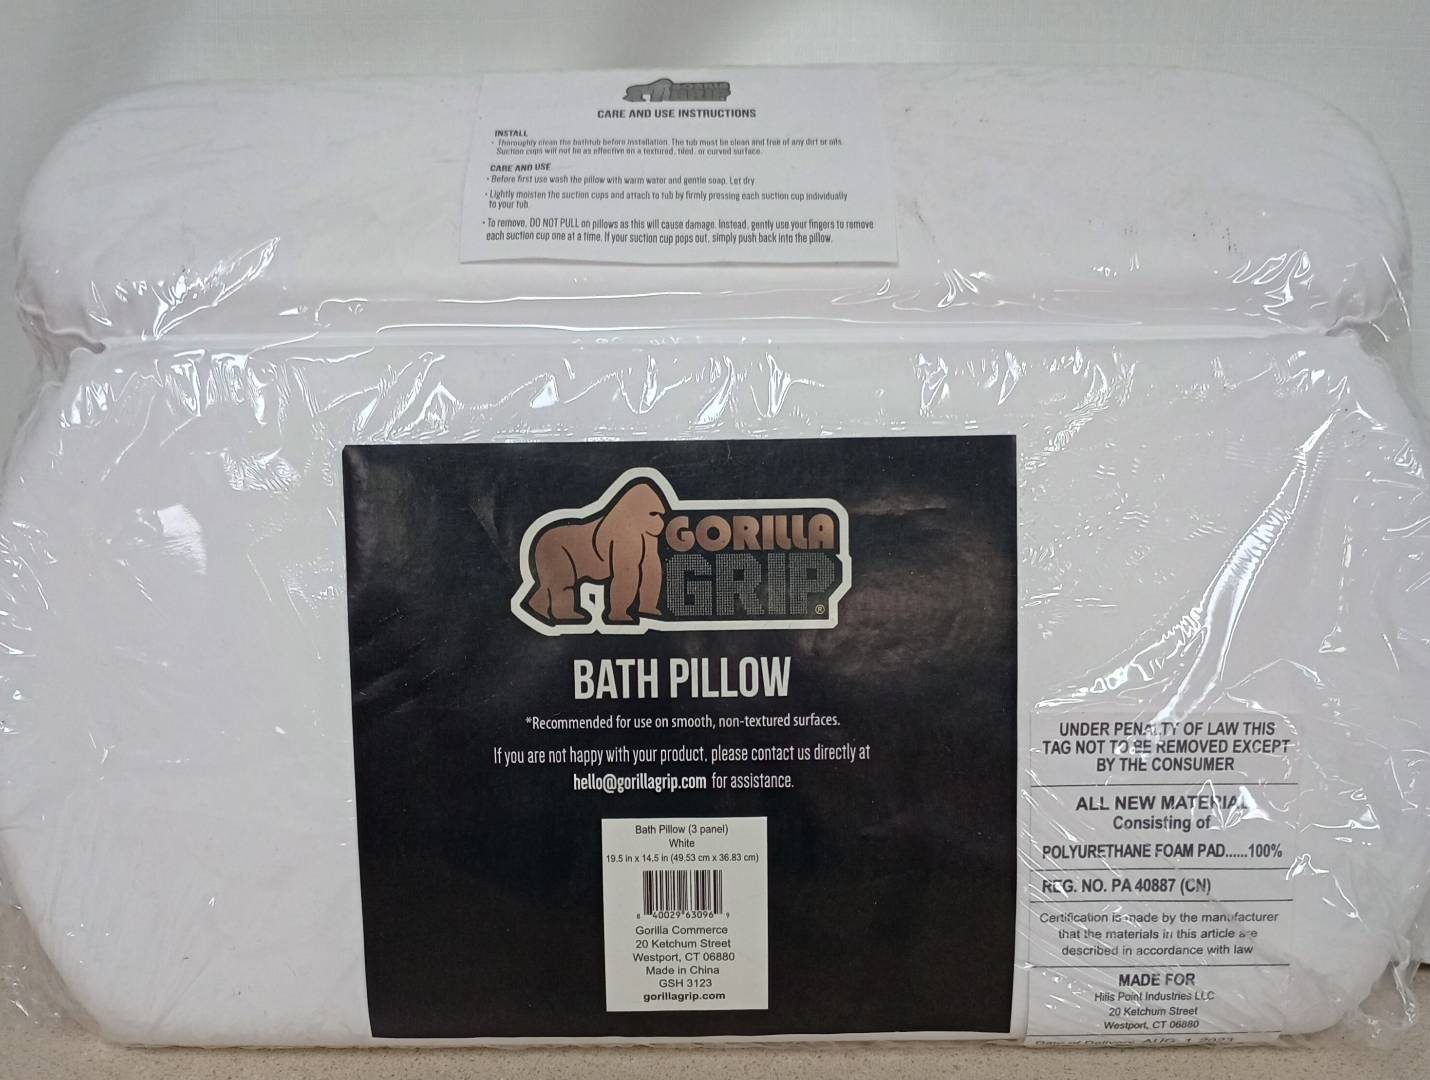 GORILLA
GRIP
CARE AND USE INSTRUCTIONS
INSTALL
• Thoroughly clean the bathtub before installation. The tub must be clean and free of any dirt or oils.
Suction cups will not be as effective on a textured, tiled, or curved surface.
CARE AND USE
• Before first use wash the pillow with warm water and gentle soap. Let dry.
• Lightly moisten the suction cups and attach to tub by firmly pressing each suction cup individually
to your tub.
• To remove, DO NOT PULL on pillows as this will cause damage. Instead, gently use your fingers to remove
each suction cup one at a time. If your suction cup pops out, simply push back into the pillow.
GORILLA
GRIP®
BATH PILLOW
*Recommended for use on smooth, non-textured surfaces.
If you are not happy with your product, please contact us directly at
hello@gorillagrip.com for assistance.
Bath Pillow (3 panel)
White
19.5 in x 14.5 in (49.53 cm x 36.83 cm)
8 40029 63096 9
Gorilla Commerce
20 Ketchum Street
Westport, CT 06880
Made in China
GSH 3123
gorillagrip.com
UNDER PENALTY OF LAW THIS
TAG NOT TO BE REMOVED EXCEPT
BY THE CONSUMER
ALL NEW MATERIAL
Consisting of
POLYURETHANE FOAM PAD......100%
REG. NO. PA 40887 (CN)
Certification is made by the manufacturer
that the materials in this article are
described in accordance with law
MADE FOR
Hills Point Industries LLC
20 Ketchum Street
Westport, CT 06880
Date of Delivery: AUG. 1 2023